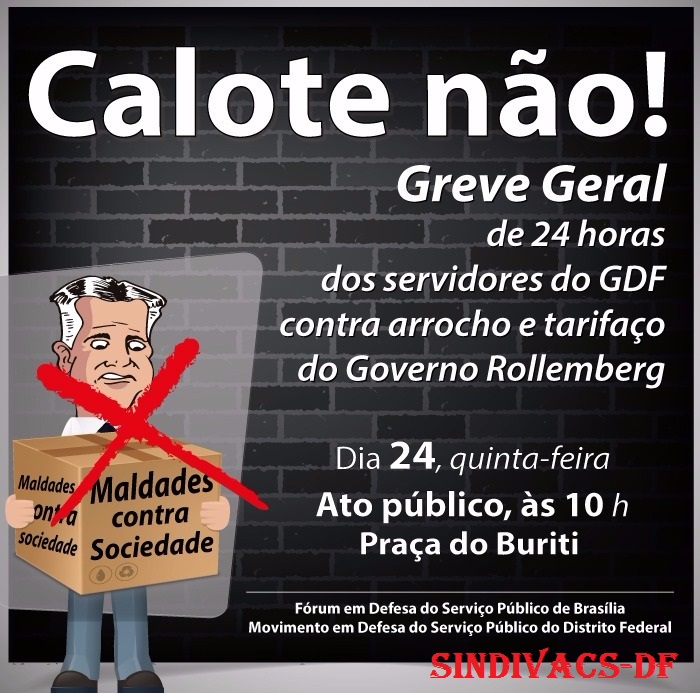 Calote não!
Greve Geral
de 24 horas
dos servidores do GDF
contra arrocho e tarifaço
do Governo Rollemberg
Dia 24, quinta-feira
Ato público, às 10 h
Praça do Buriti
Maldades
contra
sociedade
Maldades
contra
Sociedade
Fórum em Defesa do Serviço Público de Brasília
Movimento em Defesa do Serviço Público do Distrito Federal
SINDIVACS-DF